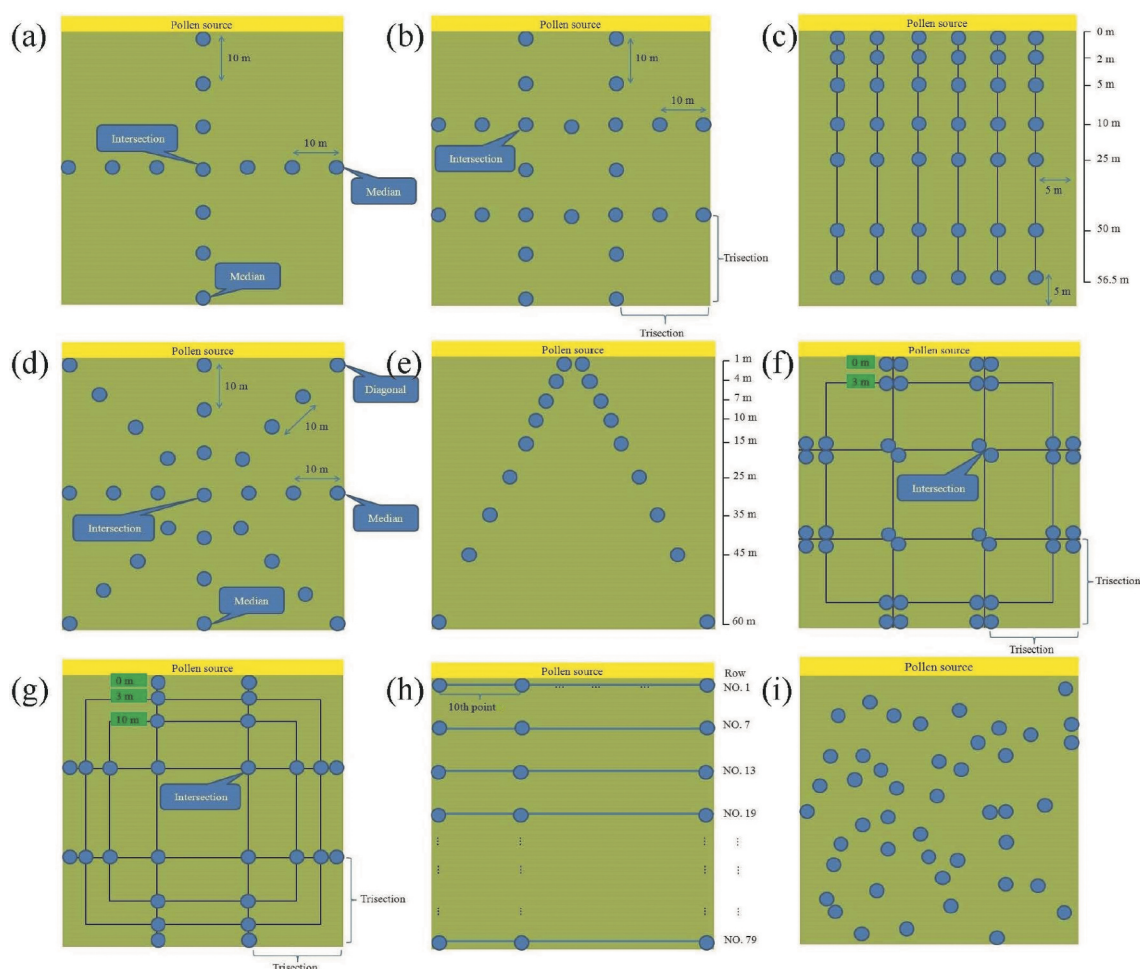 (a)
Pollen source
10 m
Intersection
10 m
Median
Median
(b)
Pollen source
10 m
10 m
Intersection
Trisection
Trisection
(c)
Pollen source
0 m
2 m
5 m
10 m
25 m
5 m
50 m
56.5 m
5 m
(d)
Pollen source
10 m
Diagonal
10 m
10 m
Intersection
Median
Median
(e)
Pollen source
1 m
4 m
7 m
10 m
15 m
25 m
35 m
45 m
60 m
(f)
Pollen source
0 m
3 m
Intersection
Trisection
Trisection
(g)
Pollen source
0 m
3 m
10 m
Intersection
Trisection
Trisection
(h)
Pollen source
Row
... ... ... NO. 1
10th point
NO. 7
NO. 13
NO. 19
NO. 79
(i)
Pollen source